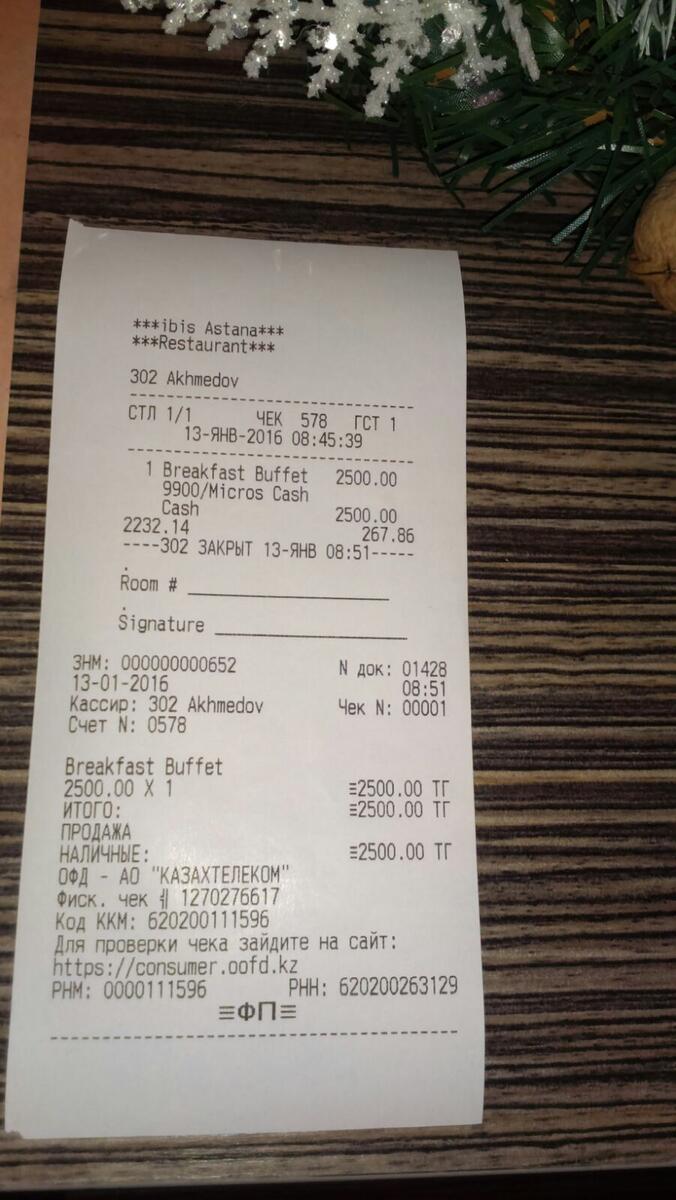 ***ibis Astana***
***Restaurant***
302 Akhmedov
СТЛ 1/1 ЧЕК 578 ГСТ 1
13-ЯНВ-2016 08:45:39
1 Breakfast Buffet 2500.00
9900/Micros Cash
Cash 2500.00
2232.14 267.86
----302 ЗАКРЫТ 13-ЯНВ 08:51-----
.
Room # ____________________
.
Signature ____________________
ЗНМ: 000000000652 N док: 01428
13-01-2016 08:51
Кассир: 302 Akhmedov Чек N: 00001
Счет N: 0578
Breakfast Buffet
2500.00 X 1 ≡2500.00 ТГ
ИТОГО: ≡2500.00 ТГ
ПРОДАЖА
НАЛИЧНЫЕ: ≡2500.00 ТГ
ОФД - АО "КАЗАХТЕЛЕКОМ"
Фиск. чек 1270276617
Код ККМ: 620200111596
Для проверки чека зайдите на сайт:
https://consumer.oofd.kz
РНМ: 0000111596 РНН: 620200263129
≡ФП≡